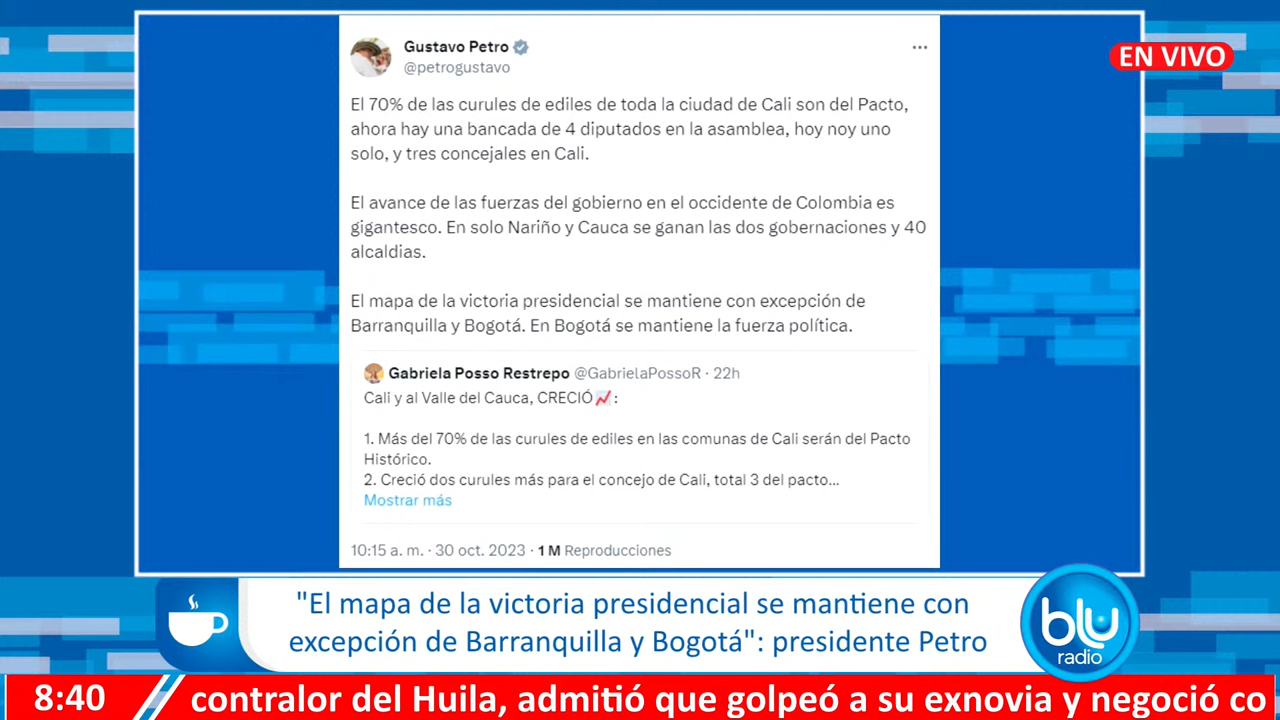 Gustavo Petro
@petrogustavo
EN VIVO
El 70% de las curules de ediles de toda la ciudad de Cali son del Pacto,
ahora hay una bancada de 4 diputados en la asamblea, hoy noy uno
solo, y tres concejales en Cali.
El avance de las fuerzas del gobierno en el occidente de Colombia es
gigantesco. En solo Nariño y Cauca se ganan las dos gobernaciones y 40
alcaldias.
El mapa de la victoria presidencial se mantiene con excepción de
Barranquilla y Bogotá. En Bogotá se mantiene la fuerza política.
Gabriela Posso Restrepo @GabrielaPossoR · 22h
Cali y al Valle del Cauca, CRECIÓ📈:
1. Más del 70% de las curules de ediles en las comunas de Cali serán del Pacto
Histórico.
2. Creció dos curules más para el concejo de Cali, total 3 del pacto...
Mostrar más
10:15 a. m. · 30 oct. 2023 · 1 M Reproducciones
"El mapa de la victoria presidencial se mantiene con
excepción de Barranquilla y Bogotá": presidente Petro
blu
radio
8:40 contralor del Huila, admitió que golpeó a su exnovia y negoció co